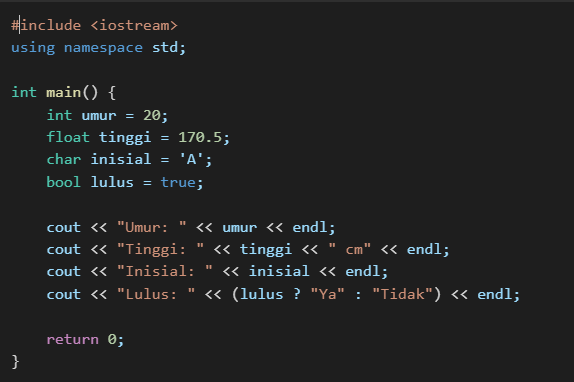 #include <iostream>
using namespace std;
int main() {
    int umur = 20;
    float tinggi = 170.5;
    char inisial = 'A';
    bool lulus = true;
    cout << "Umur: " << umur << endl;
    cout << "Tinggi: " << tinggi << " cm" << endl;
    cout << "Inisial: " << inisial << endl;
    cout << "Lulus: " << (lulus ? "Ya" : "Tidak") << endl;
    return 0;
}